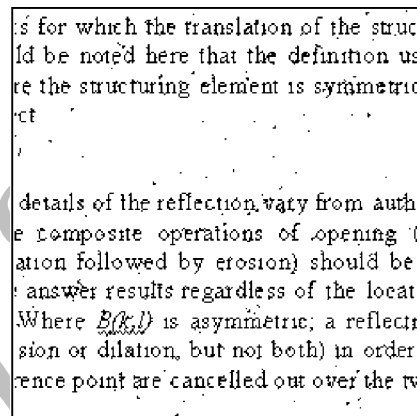 s for which the translation of the struc
ld be noted here that the definition us
re the structuring element is symmetric
ct
details of the reflection vary from auth
e composite operations of opening (
ation followed by erosion) should be
answer results regardless of the locat
Where B(k,l) is asymmetric; a reflectr
sion or dilation, but not both) in order
rence point are cancelled out over the tw